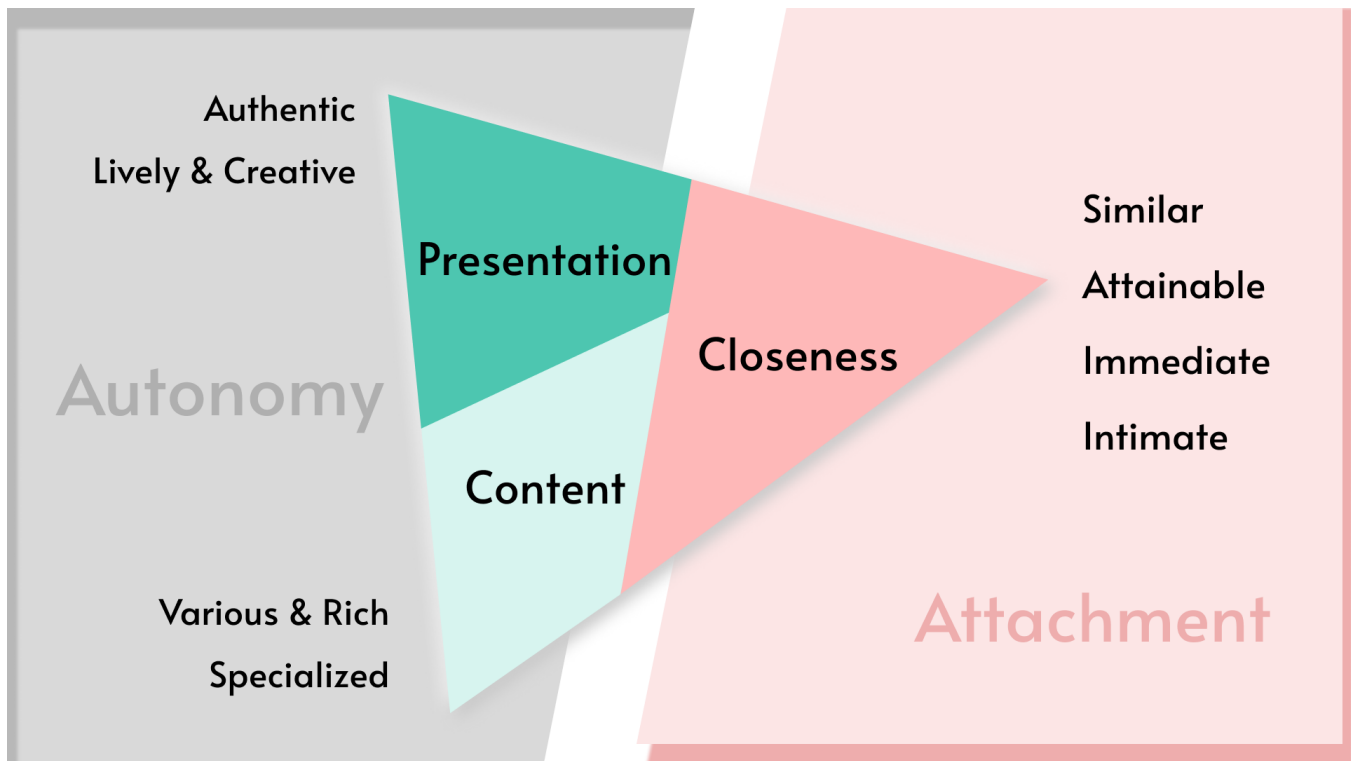 Authentic
Lively & Creative
Presentation
Autonomy
Content
Various & Rich
Specialized
Closeness
Similar
Attainable
Immediate
Intimate
Attachment